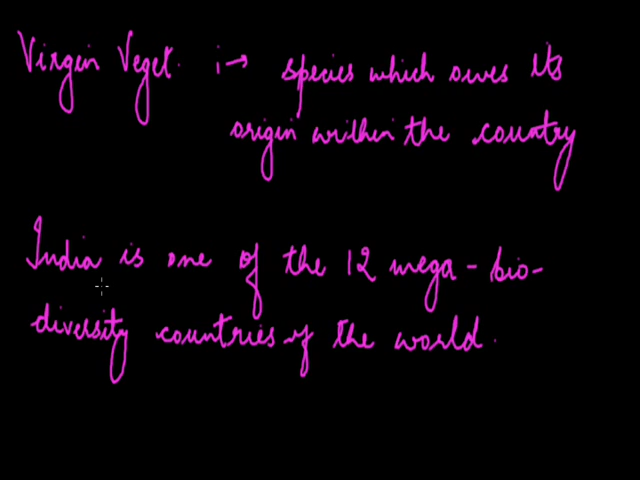 Virgin Veget. :→ species which owes its
origin within the country
India is one of the 12 mega-bio-
diversity countries of the world.